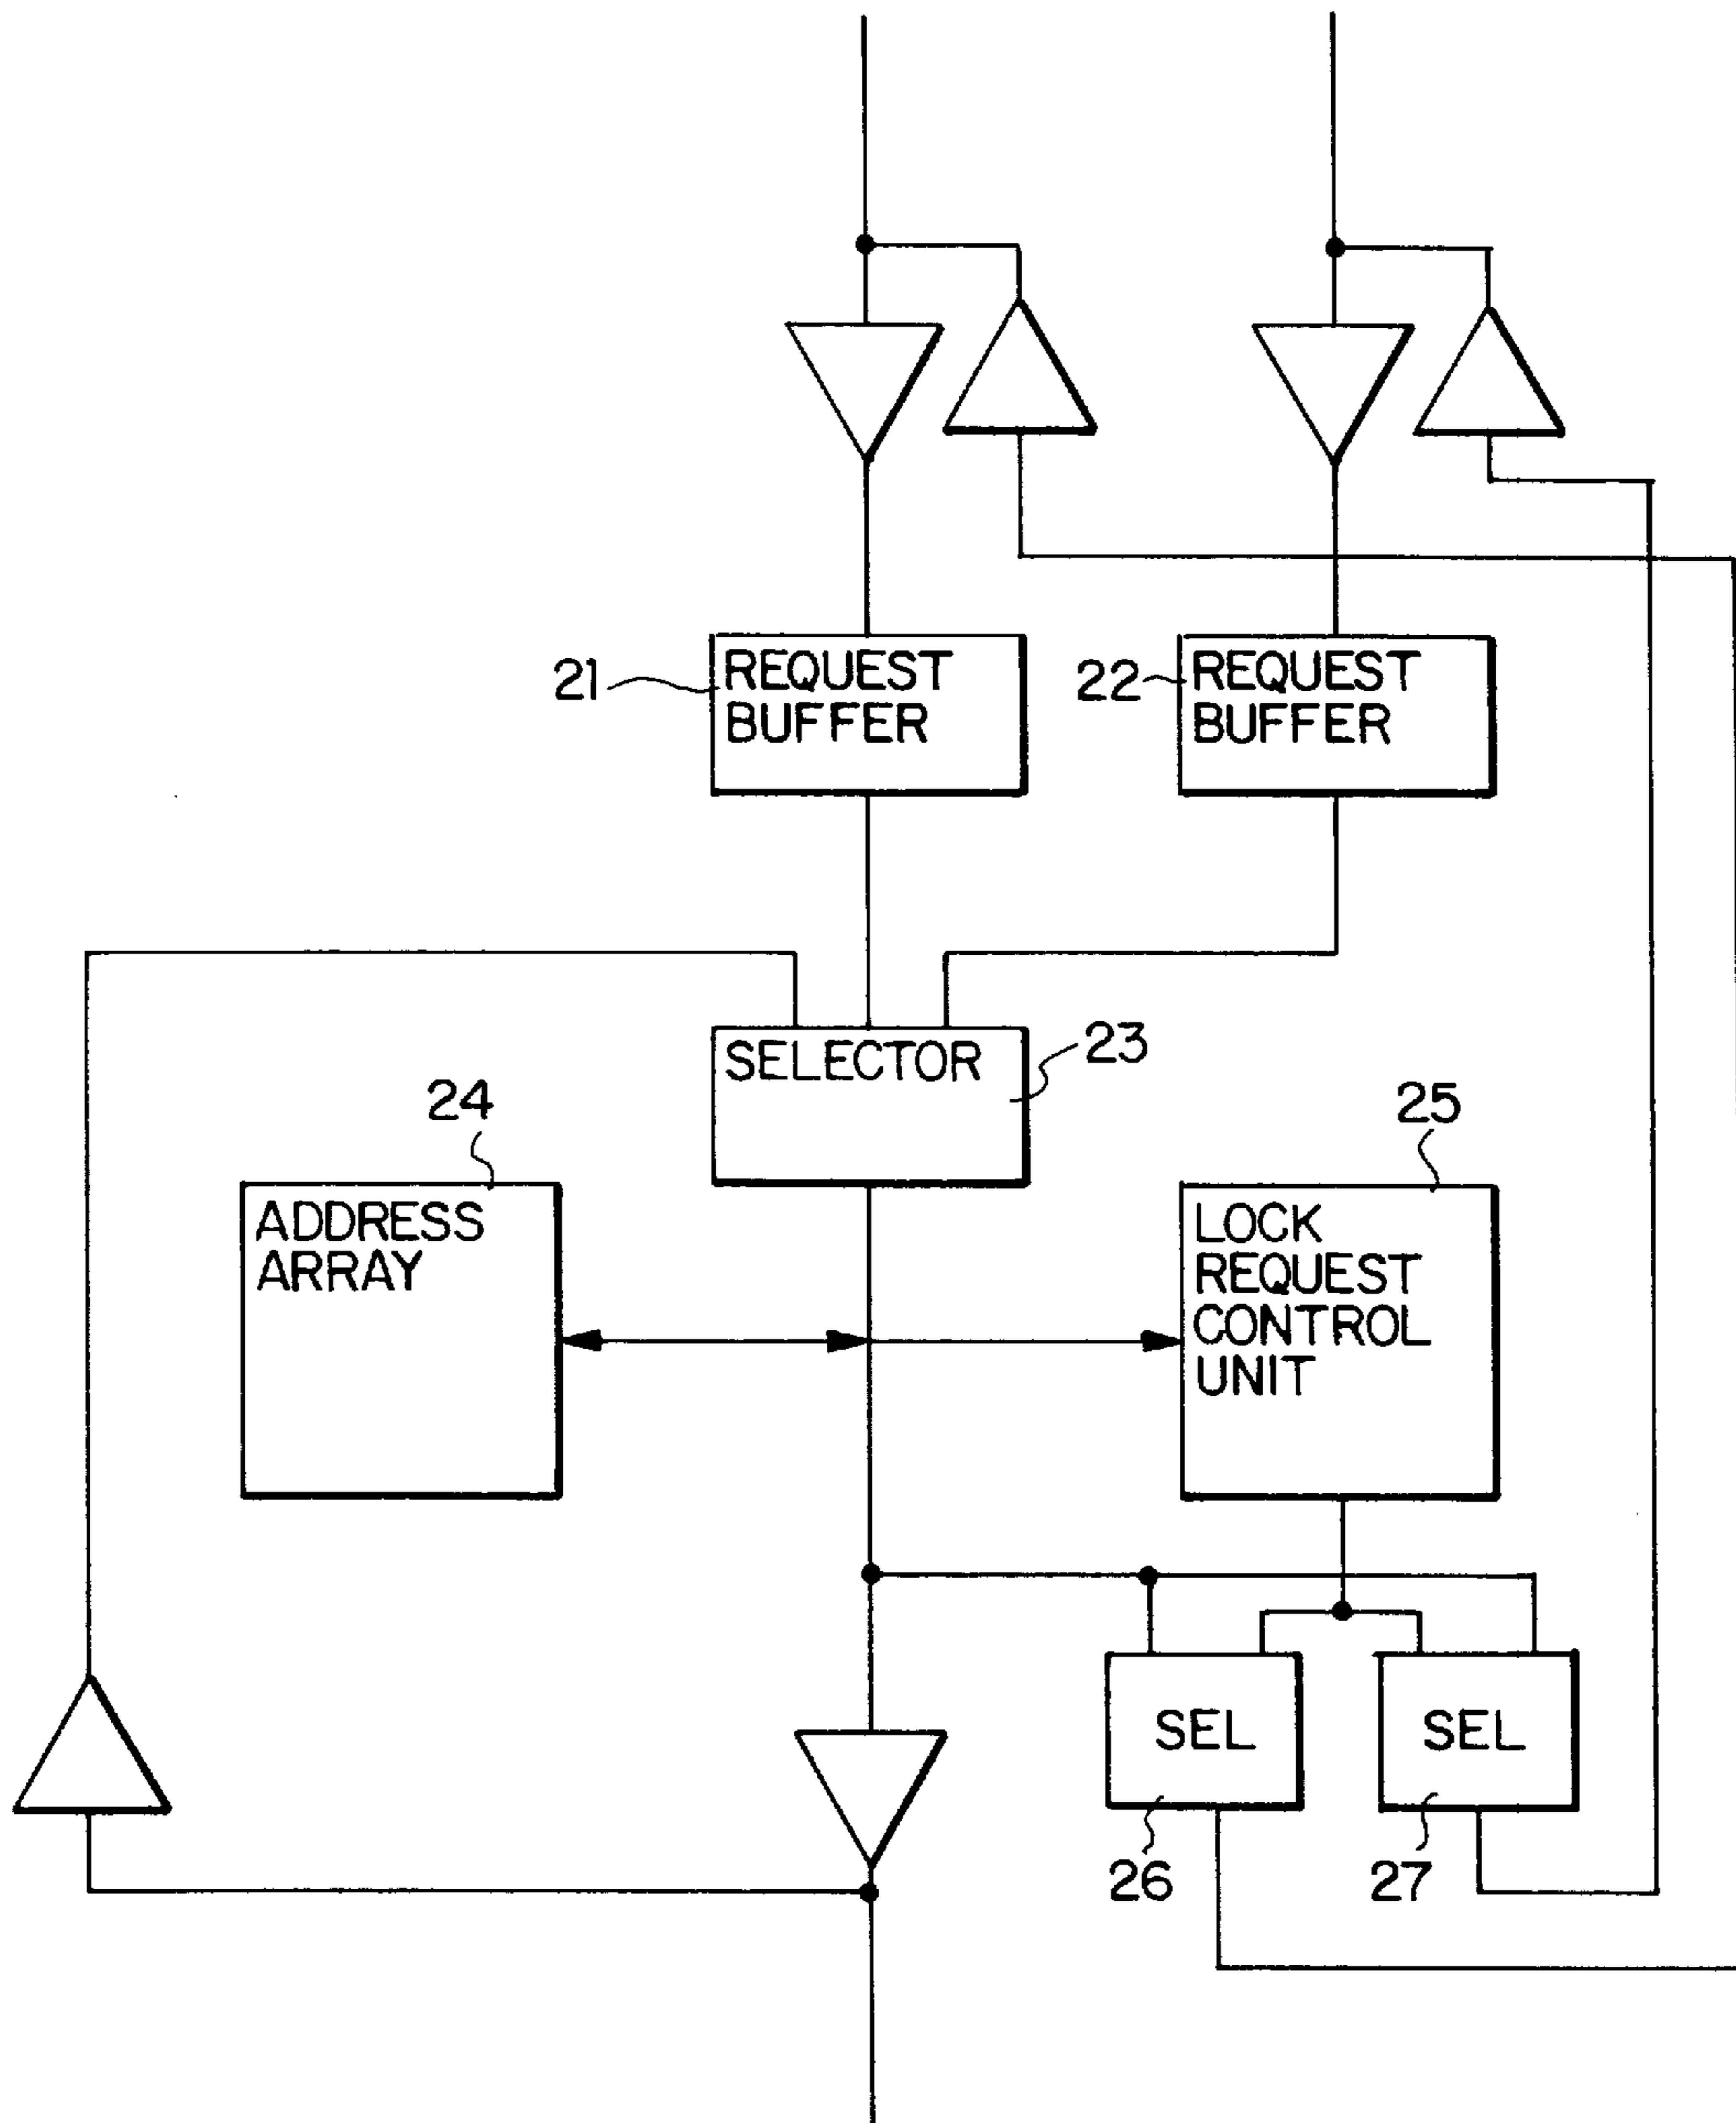 21
REQUEST
BUFFER
22
REQUEST
BUFFER
SELECTOR
23
24
ADDRESS
ARRAY
25
LOCK
REQUEST
CONTROL
UNIT
SEL
SEL
26
27